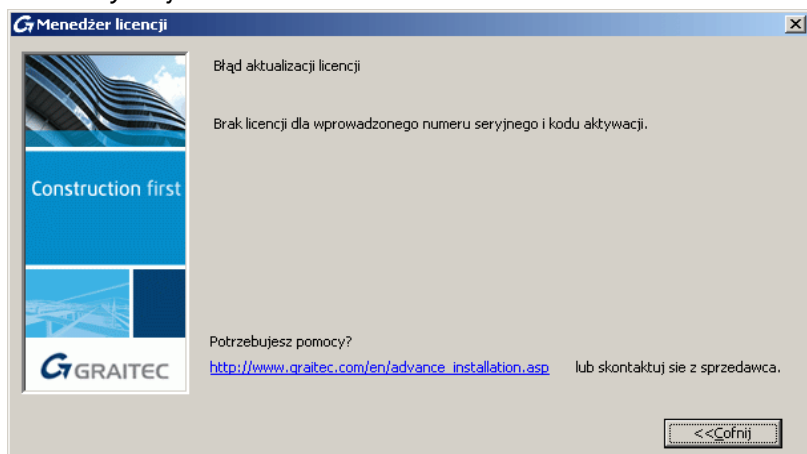 Menedżer licencji
Błąd aktualizacji licencji
Brak licencji dla wprowadzonego numeru seryjnego i kodu aktywacji.
Construction first
Potrzebujesz pomocy?
http://www.graitec.com/en/advance_installation.asp lub skontaktuj sie z sprzedawca.
GRAITEC
<<Cofnij